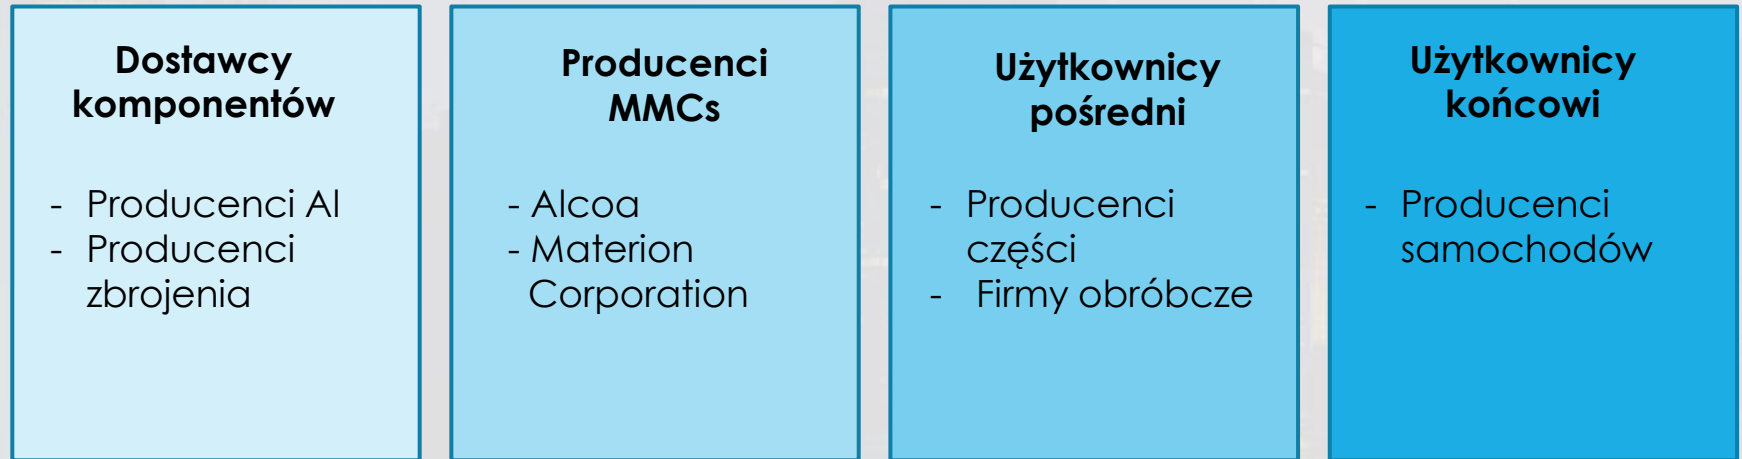 Dostawcy
komponentów
- Producenci Al
- Producenci
zbrojenia
Producenci
MMCs
- Alcoa
- Materion
Corporation
Użytkownicy
pośredni
- Producenci
części
- Firmy obróbcze
Użytkownicy
końcowi
- Producenci
samochodów